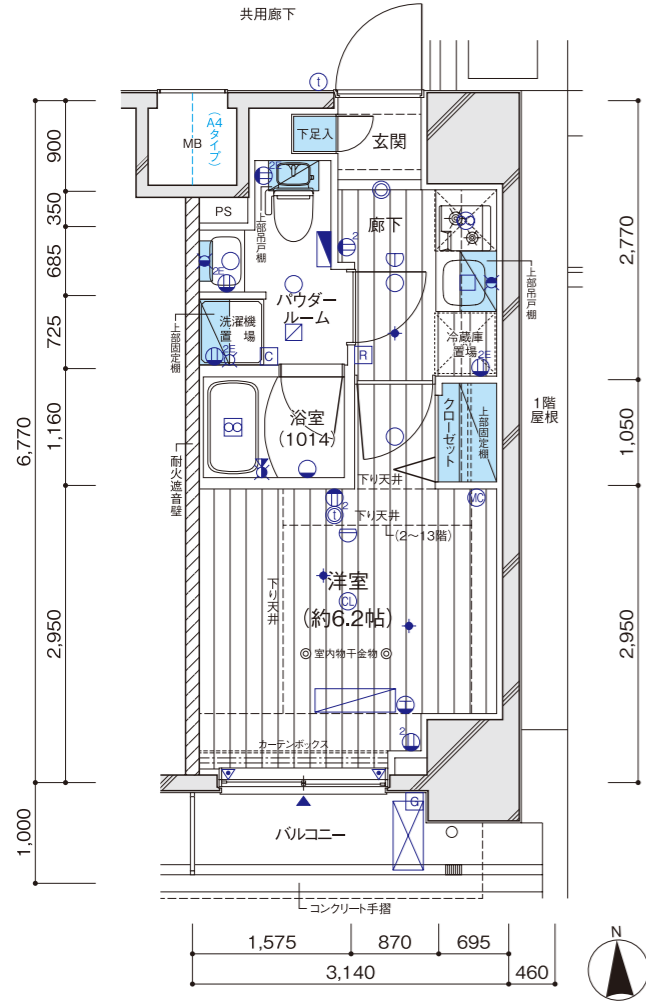 共用廊下
下足入
玄関
MB
(A4タイプ)
2E
PS
上部吊戸棚
2
廊下
上部吊戸棚
2E
パウダー
ルーム
洗濯機
置場
2E
上部固定棚
C
R
冷蔵庫
置場
2E
1階
屋根
浴室
(1014)
クローゼット
上部固定棚
耐火遮音壁
下り天井
MC
2
t
下り天井
(2〜13階)
下り天井
洋室
(約6.2帖)
CL
室内物干金物
2
カーテンボックス
G
バルコニー
コンクリート手摺
t
900
350
685
725
1,160
2,950
6,770
1,000
2,770
1,050
2,950
1,575
870
695
3,140
460
N